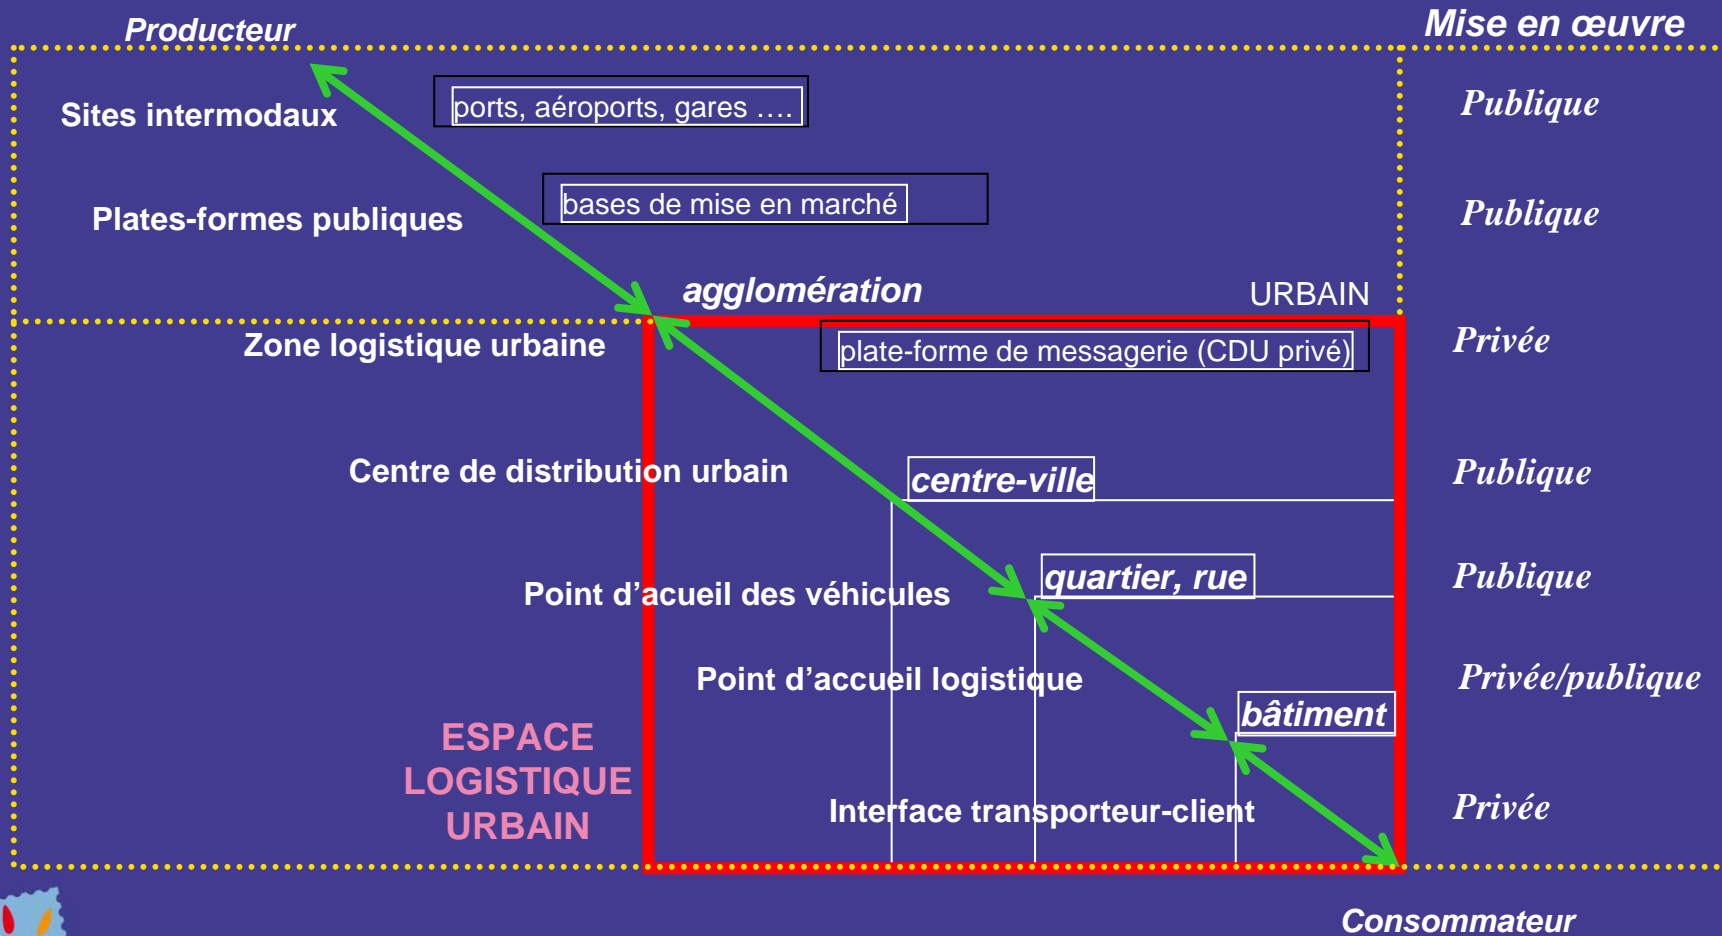 Producteur
Mise en œuvre
Sites intermodaux
ports, aéroports, gares ….
Publique
Plates-formes publiques
bases de mise en marché
Publique
agglomération
URBAIN
Zone logistique urbaine
plate-forme de messagerie (CDU privé)
Privée
Centre de distribution urbain
centre-ville
Publique
Point d’acueil des véhicules
quartier, rue
Publique
Point d’accueil logistique
Privée/publique
bâtiment
ESPACE
LOGISTIQUE
URBAIN
Interface transporteur-client
Privée
Consommateur